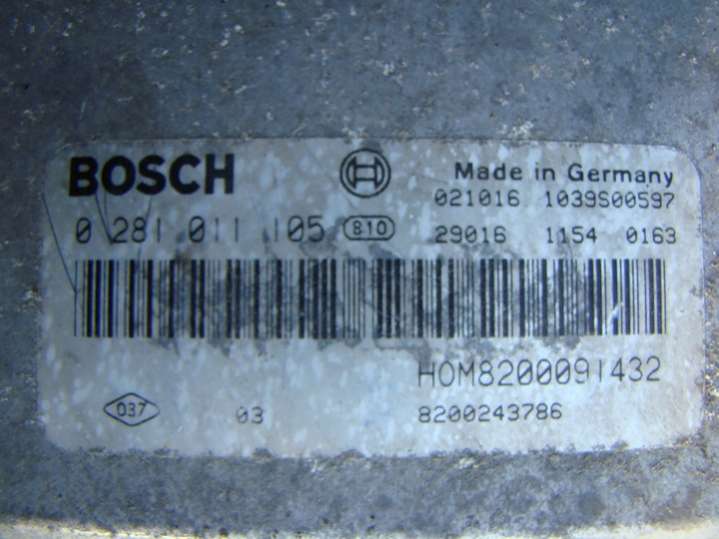 BOSCH
Made in Germany
021016 1039S00597
0 281 011 105 810
29016 1154 0163
HOM8200091432
037 03
8200243786